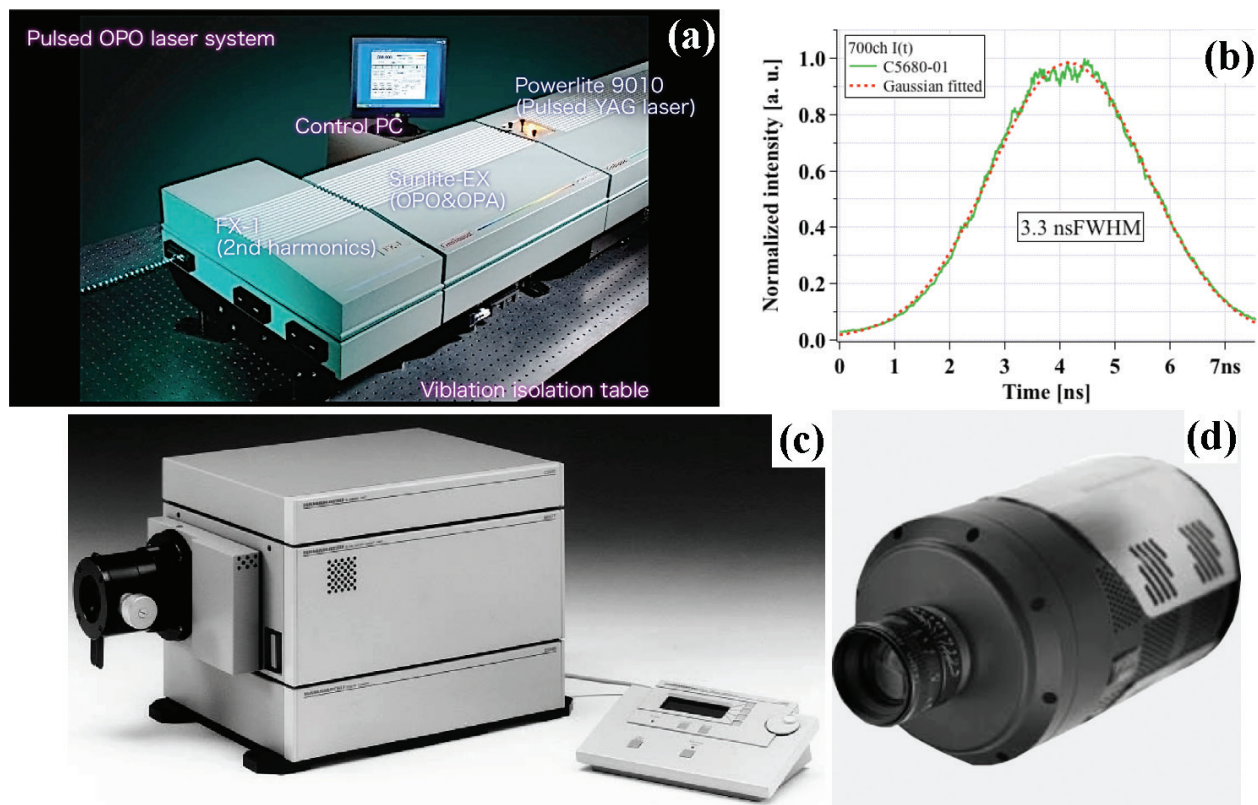 Pulsed OPO laser system
(a)
Powerlite 9010
(Pulsed YAG laser)
Control PC
Sunlite-EX
(OPO&OPA)
FX-1
(2nd harmonics)
FX-1
Viblation isolation table
(b)
700ch I(t)
C5680-01
Gaussian fitted
3.3 nsFWHM
Normalized intensity [a. u.]
1.0
0.8
0.6
0.4
0.2
0.0
0 1 2 3 4 5 6 7ns
Time [ns]
(c)
(d)